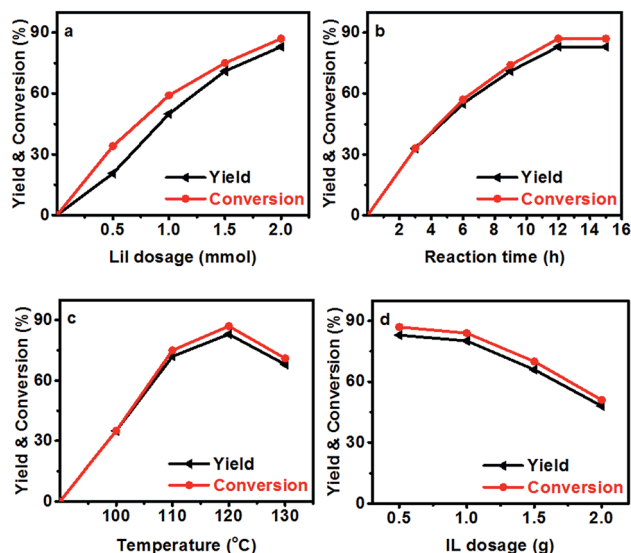 a
Yield & Conversion (%)
90
60
30
0
0.5 1.0 1.5 2.0
LiI dosage (mmol)
Yield
Conversion
b
Yield & Conversion (%)
90
60
30
0
2 4 6 8 10 12 14 16
Reaction time (h)
Yield
Conversion
c
Yield & Conversion (%)
90
60
30
0
100 110 120 130
Temperature (°C)
Yield
Conversion
d
Yield & Conversion (%)
90
60
30
0
0.5 1.0 1.5 2.0
IL dosage (g)
Yield
Conversion